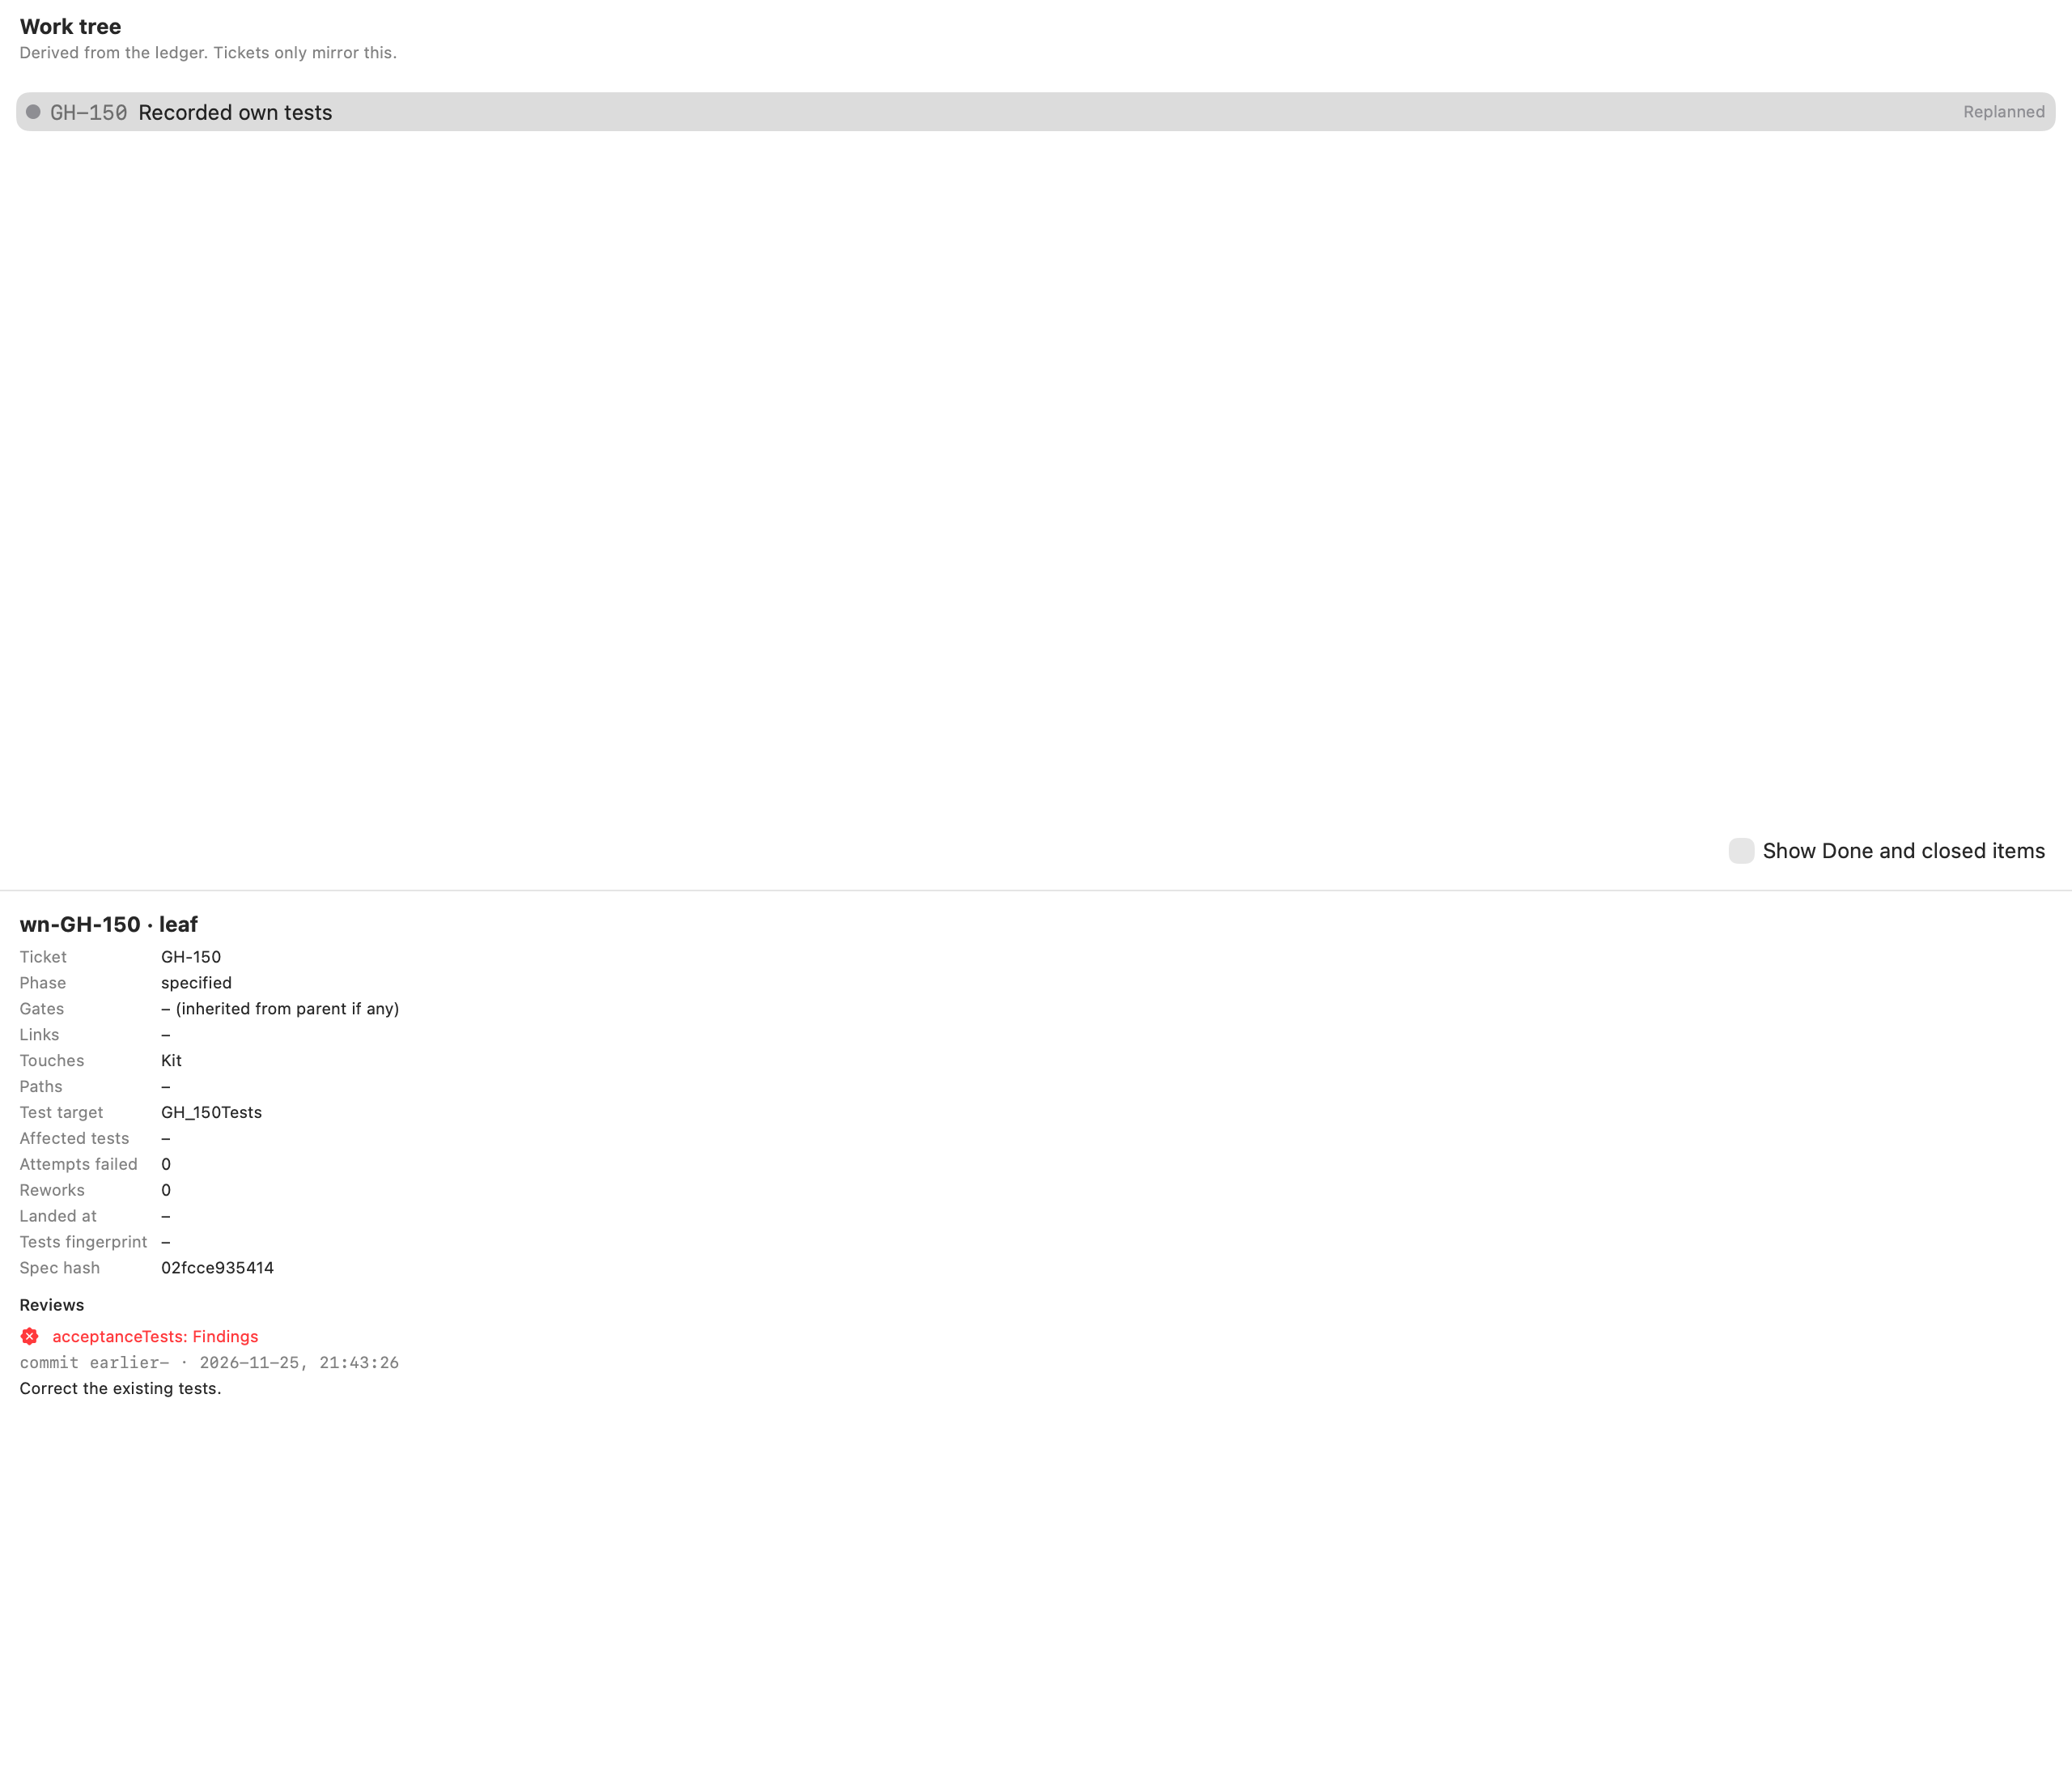 Work tree
Derived from the ledger. Tickets only mirror this.
GH-150 Recorded own tests Replanned
Show Done and closed items
wn-GH-150 · leaf
Ticket GH-150
Phase specified
Gates – (inherited from parent if any)
Links –
Touches Kit
Paths –
Test target GH_150Tests
Affected tests –
Attempts failed 0
Reworks 0
Landed at –
Tests fingerprint –
Spec hash 02fcce935414
Reviews
acceptanceTests: Findings
commit earlier- · 2026-11-25, 21:43:26
Correct the existing tests.